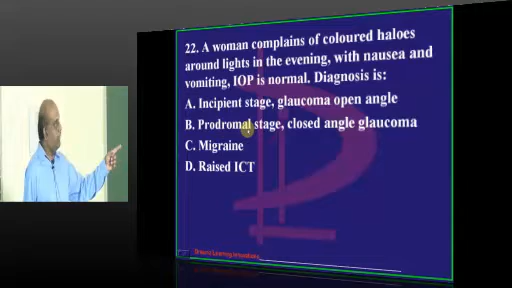 22. A woman complains of coloured haloes
around lights in the evening, with nausea and
vomiting, IOP is normal. Diagnosis is:
A. Incipient stage, glaucoma open angle
B. Prodromal stage, closed angle glaucoma
C. Migraine
D. Raised ICT